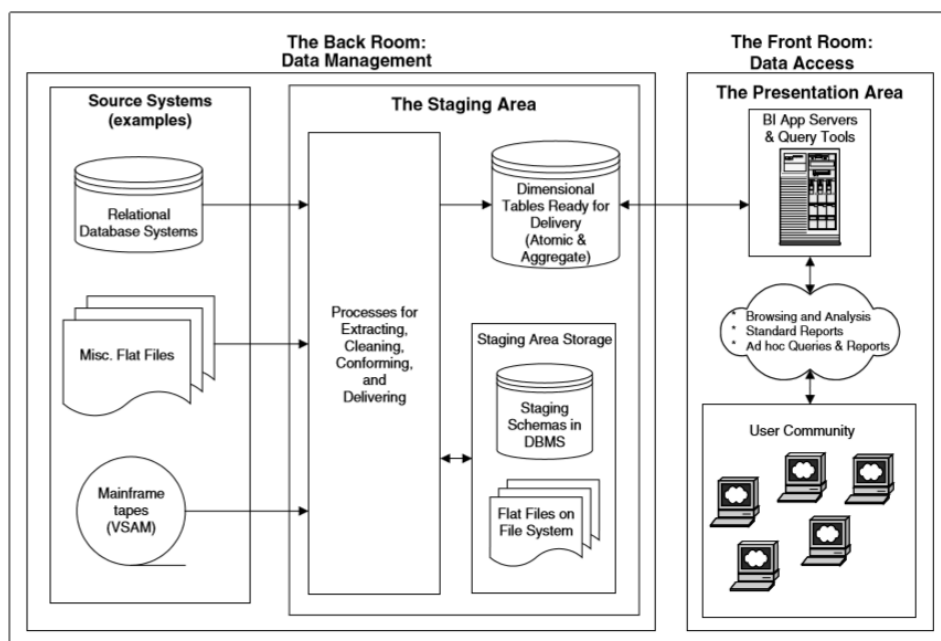 The Back Room:
Data Management
The Front Room:
Data Access
Source Systems
(examples)
Relational
Database Systems
Misc. Flat Files
Mainframe
tapes
(VSAM)
The Staging Area
Processes for
Extracting,
Cleaning,
Conforming,
and
Delivering
Dimensional
Tables Ready for
Delivery
(Atomic &
Aggregate)
Staging Area Storage
Staging
Schemas in
DBMS
Flat Files on
File System
The Presentation Area
BI App Servers
& Query Tools
* Browsing and Analysis
* Standard Reports
* Ad hoc Queries & Reports
User Community